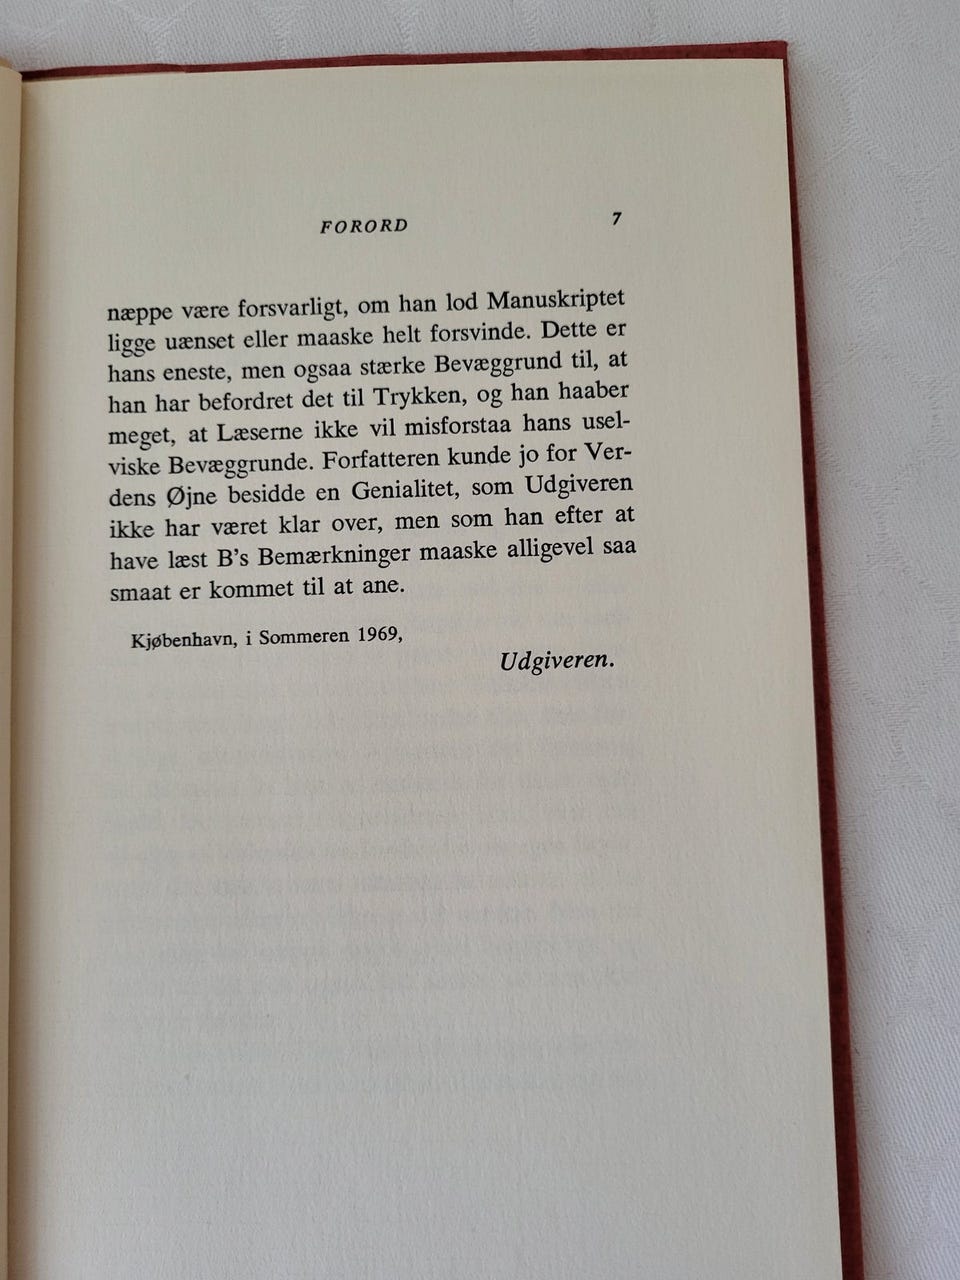 FORORD 7
næppe være forsvarligt, om han lod Manuskriptet
ligge uænset eller maaske helt forsvinde. Dette er
hans eneste, men ogsaa stærke Bevæggrund til, at
han har befordret det til Trykken, og han haaber
meget, at Læserne ikke vil misforstaa hans usel-
viske Bevæggrunde. Forfatteren kunde jo for Ver-
dens Øjne besidde en Genialitet, som Udgiveren
ikke har været klar over, men som han efter at
have læst B's Bemærkninger maaske alligevel saa
smaat er kommet til at ane.
Kjøbenhavn, i Sommeren 1969,
Udgiveren.